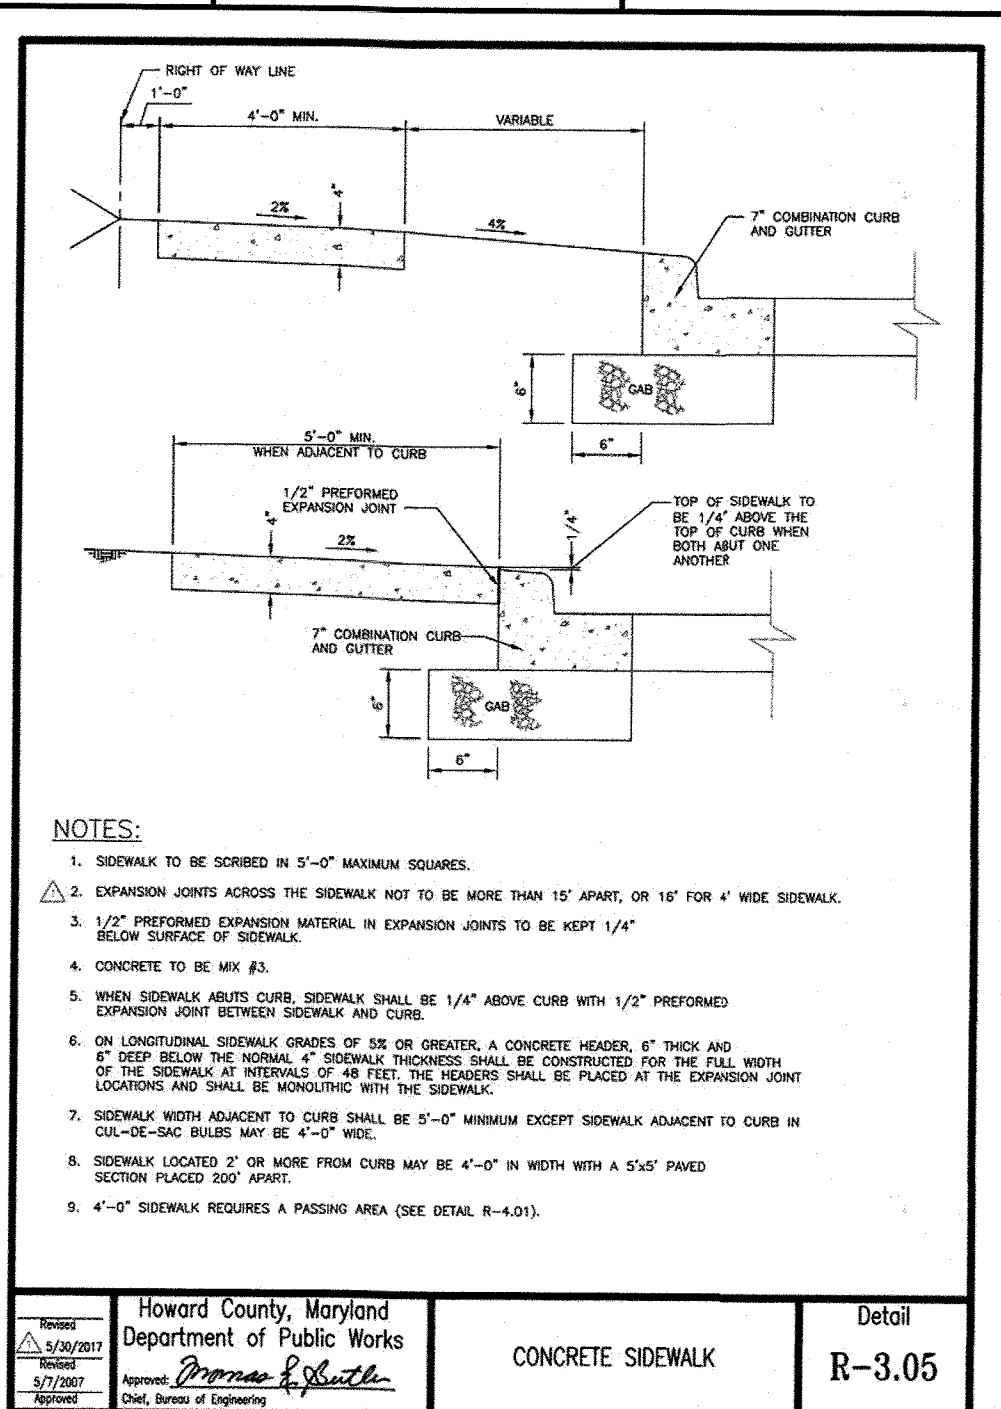 RIGHT OF WAY LINE
1'-0"
4'-0" MIN.
VARIABLE
4"
2%
4%
7" COMBINATION CURB
AND GUTTER
6"
GAB
6"
5'-0" MIN.
WHEN ADJACENT TO CURB
1/2" PREFORMED
EXPANSION JOINT
4"
2%
1/4"
TOP OF SIDEWALK TO
BE 1/4" ABOVE THE
TOP OF CURB WHEN
BOTH ABUT ONE
ANOTHER
7" COMBINATION CURB
AND GUTTER
6"
GAB
6"
NOTES:
1. SIDEWALK TO BE SCRIBED IN 5'-0" MAXIMUM SQUARES.
2. EXPANSION JOINTS ACROSS THE SIDEWALK NOT TO BE MORE THAN 15' APART, OR 16' FOR 4' WIDE SIDEWALK.
3. 1/2" PREFORMED EXPANSION MATERIAL IN EXPANSION JOINTS TO BE KEPT 1/4"
BELOW SURFACE OF SIDEWALK.
4. CONCRETE TO BE MIX #3.
5. WHEN SIDEWALK ABUTS CURB, SIDEWALK SHALL BE 1/4" ABOVE CURB WITH 1/2" PREFORMED
EXPANSION JOINT BETWEEN SIDEWALK AND CURB.
6. ON LONGITUDINAL SIDEWALK GRADES OF 5% OR GREATER, A CONCRETE HEADER, 6" THICK AND
6" DEEP BELOW THE NORMAL 4" SIDEWALK THICKNESS SHALL BE CONSTRUCTED FOR THE FULL WIDTH
OF THE SIDEWALK AT INTERVALS OF 48 FEET. THE HEADERS SHALL BE PLACED AT THE EXPANSION JOINT
LOCATIONS AND SHALL BE MONOLITHIC WITH THE SIDEWALK.
7. SIDEWALK WIDTH ADJACENT TO CURB SHALL BE 5'-0" MINIMUM EXCEPT SIDEWALK ADJACENT TO CURB IN
CUL-DE-SAC BULBS MAY BE 4'-0" WIDE.
8. SIDEWALK LOCATED 2' OR MORE FROM CURB MAY BE 4'-0" IN WIDTH WITH A 5'x5' PAVED
SECTION PLACED 200' APART.
9. 4'-0" SIDEWALK REQUIRES A PASSING AREA (SEE DETAIL R-4.01).
Revised
5/30/2017
Revised
5/7/2007
Approved
Howard County, Maryland
Department of Public Works
Approved: Thomas E. Butler
Chief, Bureau of Engineering
CONCRETE SIDEWALK
Detail
R-3.05